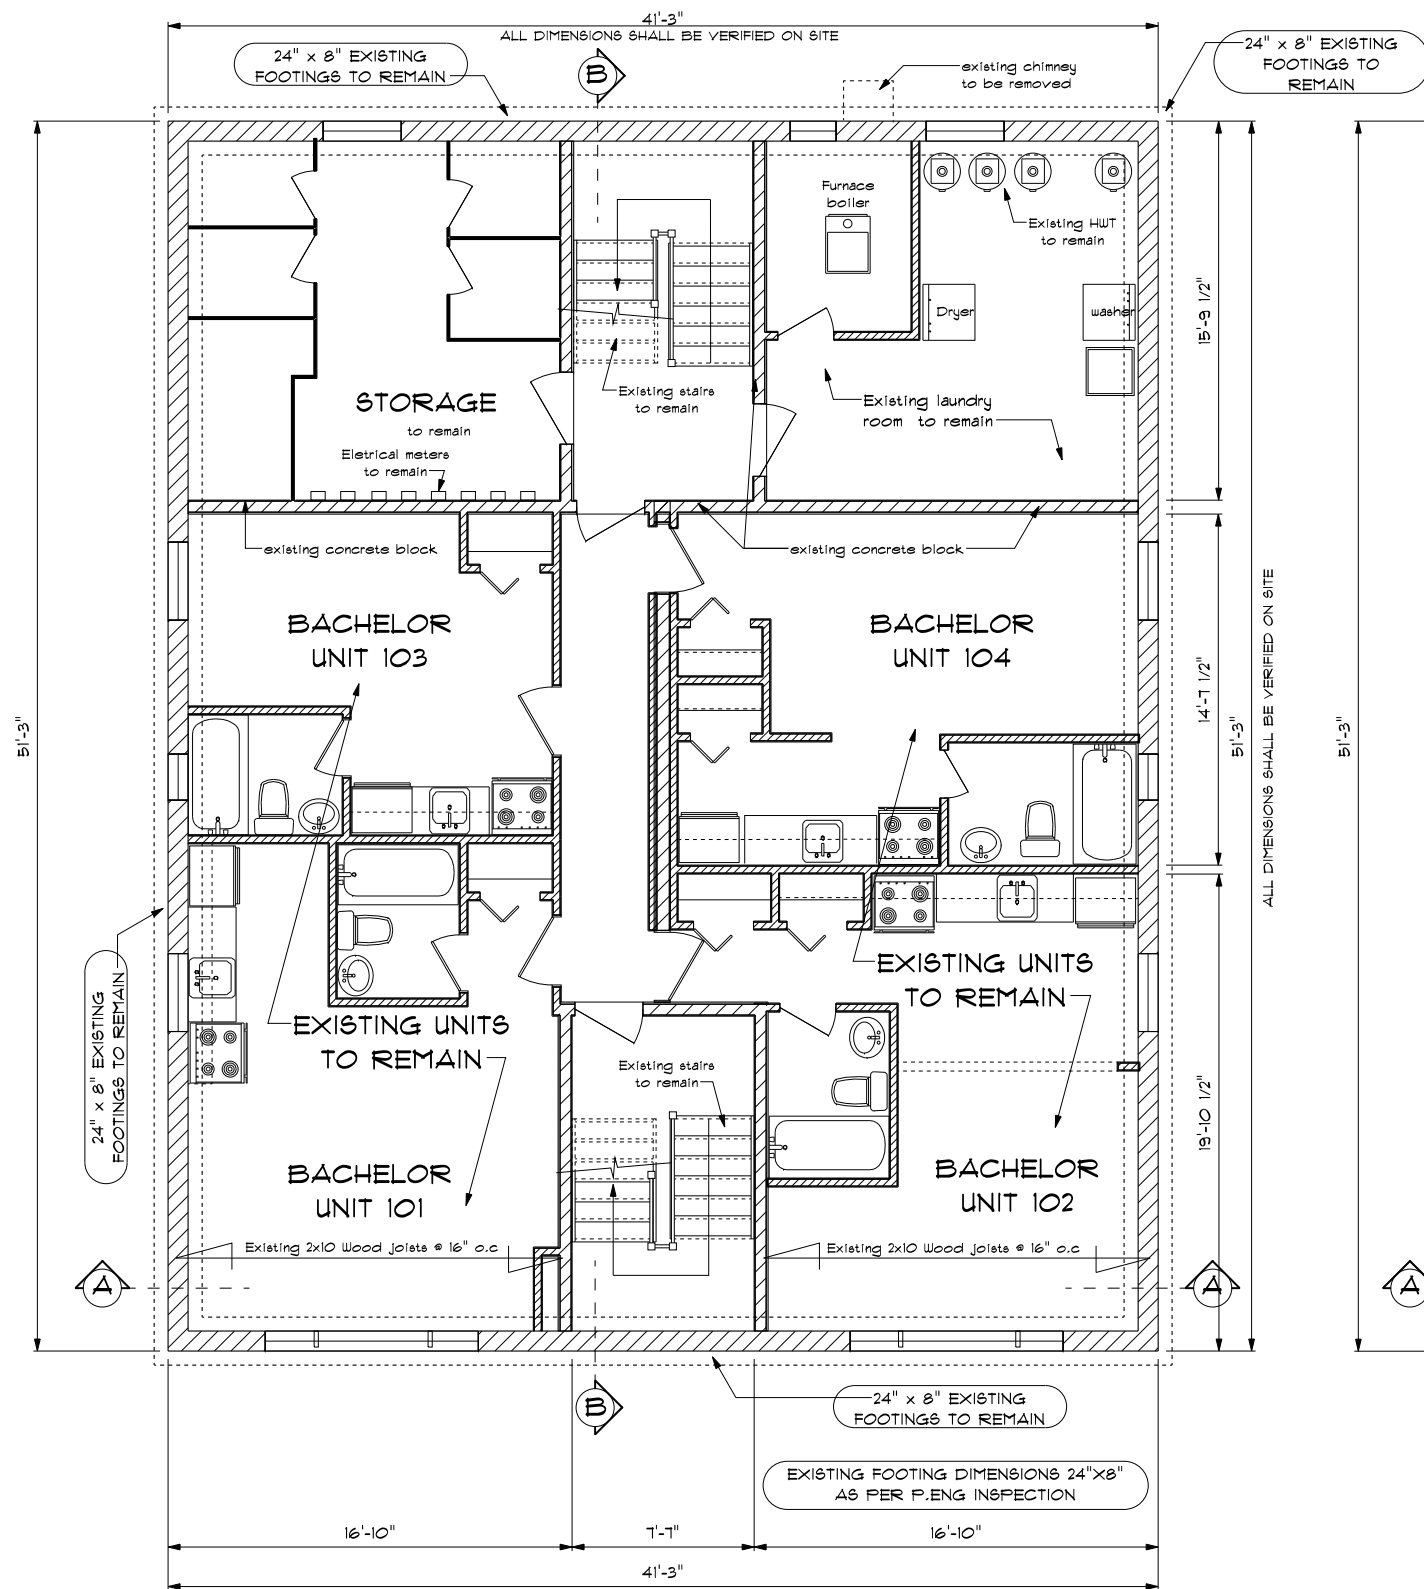 41'-3"
ALL DIMENSIONS SHALL BE VERIFIED ON SITE
24" x 8" EXISTING
FOOTINGS TO REMAIN
B
existing chimney
to be removed
24" x 8" EXISTING
FOOTINGS TO
REMAIN
Furnace
boiler
Existing HWT
to remain
Dryer
washer
15'-9 1/2"
STORAGE
to remain
Eletrical meters
to remain
Existing stairs
to remain
Existing laundry
room to remain
existing concrete block
existing concrete block
BACHELOR
UNIT 103
BACHELOR
UNIT 104
14'-7 1/2"
51'-3"
51'-3"
ALL DIMENSIONS SHALL BE VERIFIED ON SITE
51'-3"
24" x 8" EXISTING
FOOTINGS TO REMAIN
EXISTING UNITS
TO REMAIN
EXISTING UNITS
TO REMAIN
Existing stairs
to remain
19'-10 1/2"
BACHELOR
UNIT 101
BACHELOR
UNIT 102
Existing 2x10 Wood joists @ 16" o.c
Existing 2x10 Wood joists @ 16" o.c
A
A
A
B
24" x 8" EXISTING
FOOTINGS TO REMAIN
EXISTING FOOTING DIMENSIONS 24"X8"
AS PER P.ENG INSPECTION
16'-10"
7'-7"
16'-10"
41'-3"